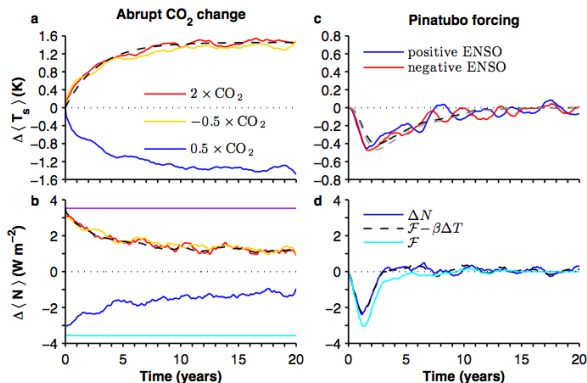 Abrupt CO2 change
Pinatubo forcing
a
1.6
1.2
0.8
0.4
0
-0.4
-0.8
-1.2
-1.6
Δ⟨Ts⟩(K)
2 × CO2
−0.5 × CO2
0.5 × CO2
c
1
0.8
0.6
0.4
0.2
0
-0.2
-0.4
-0.6
-0.8
positive ENSO
negative ENSO
b
4
2
0
-2
-4
Δ⟨N⟩(W m−2)
0 5 10 15 20
Time (years)
d
4
2
0
-2
-4
ΔN
F−βΔT
F
0 5 10 15 20
Time (years)